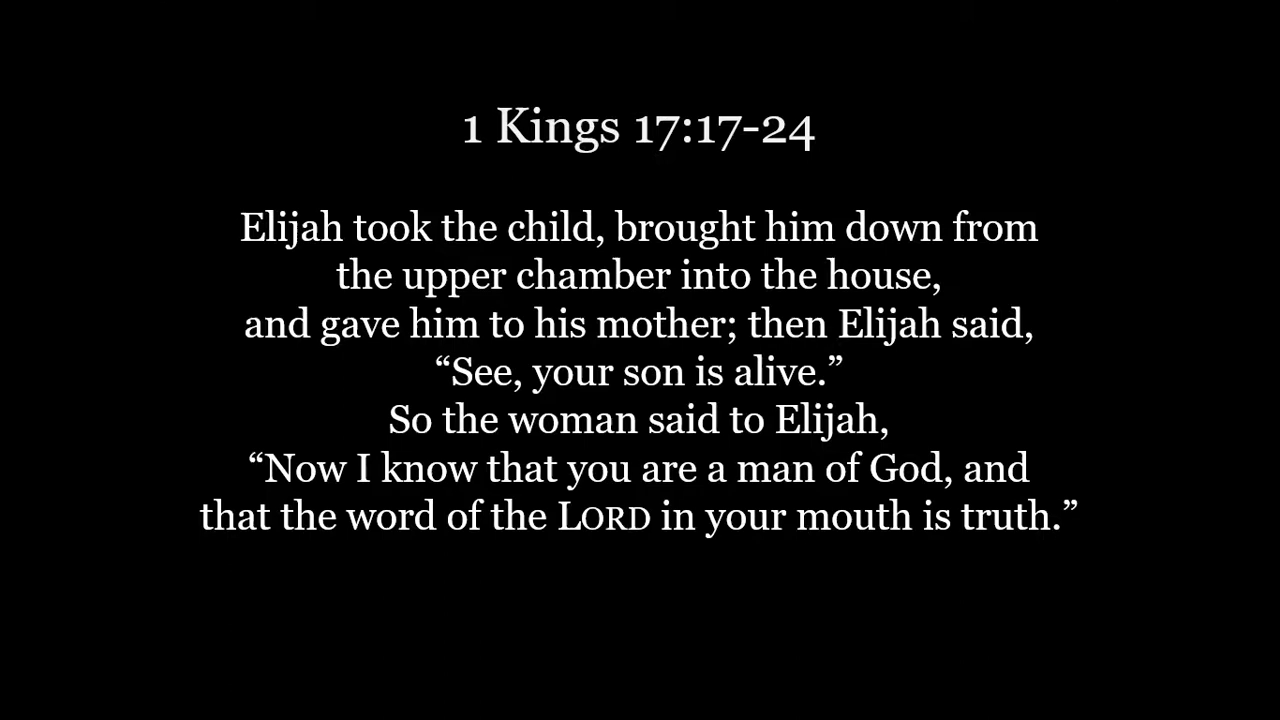 1 Kings 17:17-24
Elijah took the child, brought him down from
the upper chamber into the house,
and gave him to his mother; then Elijah said,
“See, your son is alive.”
So the woman said to Elijah,
“Now I know that you are a man of God, and
that the word of the LORD in your mouth is truth.”